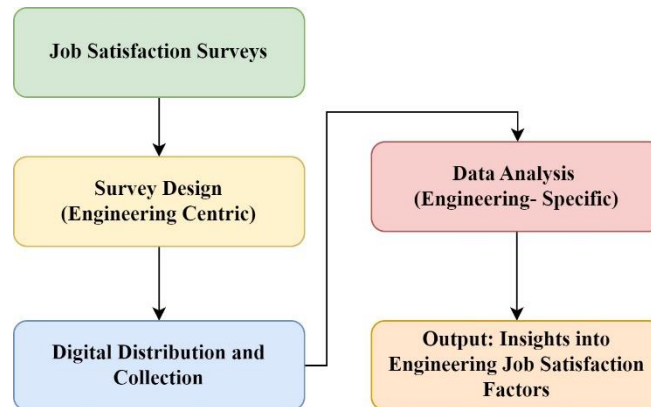 Job Satisfaction Surveys
Survey Design
(Engineering Centric)
Digital Distribution and
Collection
Data Analysis
(Engineering- Specific)
Output: Insights into
Engineering Job Satisfaction
Factors